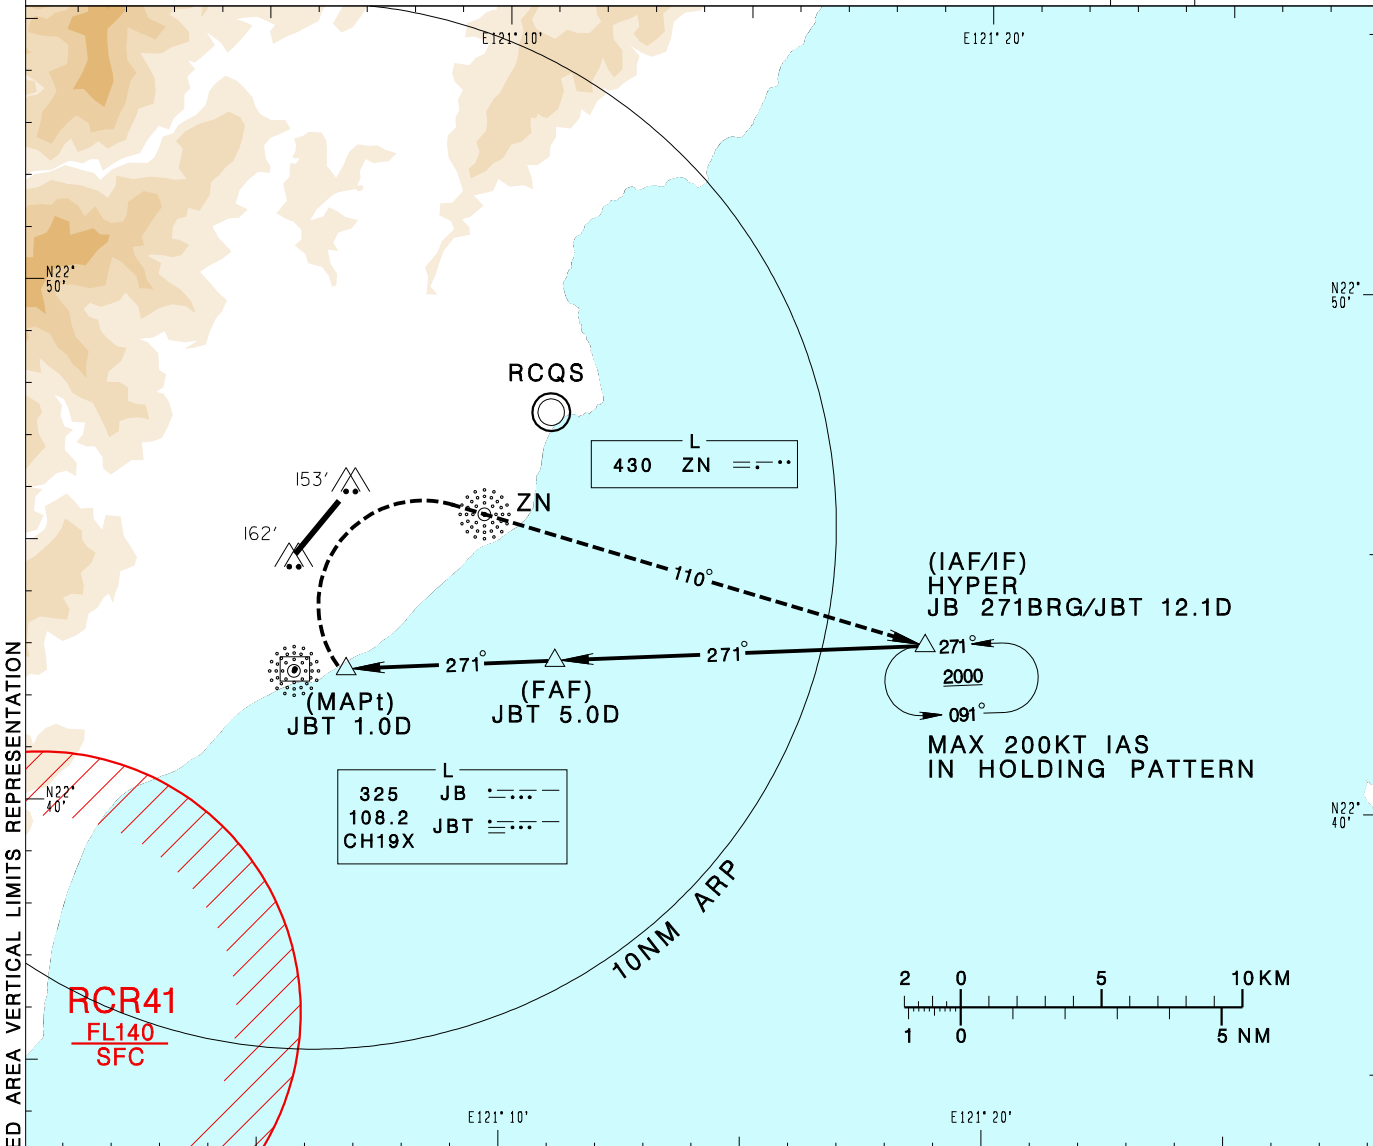 E121° 10'
E121° 20'
N22°
50'
N22°
50'
RCQS
L
430 ZN
153'
ZN
162'
110°
(IAF/IF)
HYPER
JB 271BRG/JBT 12.1D
271°
271°
271°
2000
091°
(MAPt)
JBT 1.0D
(FAF)
JBT 5.0D
MAX 200KT IAS
IN HOLDING PATTERN
L
325 JB
108.2 JBT
CH19X
N22°
40'
N22°
40'
10NM ARP
RCR41
FL140
SFC
2 0 5 10 KM
1 0 5 NM
E121° 10'
E121° 20'
ED AREA VERTICAL LIMITS REPRESENTATION